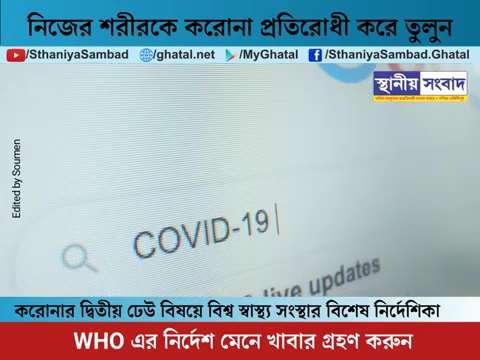 নিজের শরীরকে করোনা প্রতিরোধী করে তুলুন
/SthaniyaSambad /ghatal.net /MyGhatal /SthaniyaSambad.Ghatal
স্থানীয় সংবাদ
Edited by Soumen
COVID-19
live updates
করোনার দ্বিতীয় ঢেউ বিষয়ে বিশ্ব স্বাস্থ্য সংস্থার বিশেষ নির্দেশিকা
WHO এর নির্দেশ মেনে খাবার গ্রহণ করুন